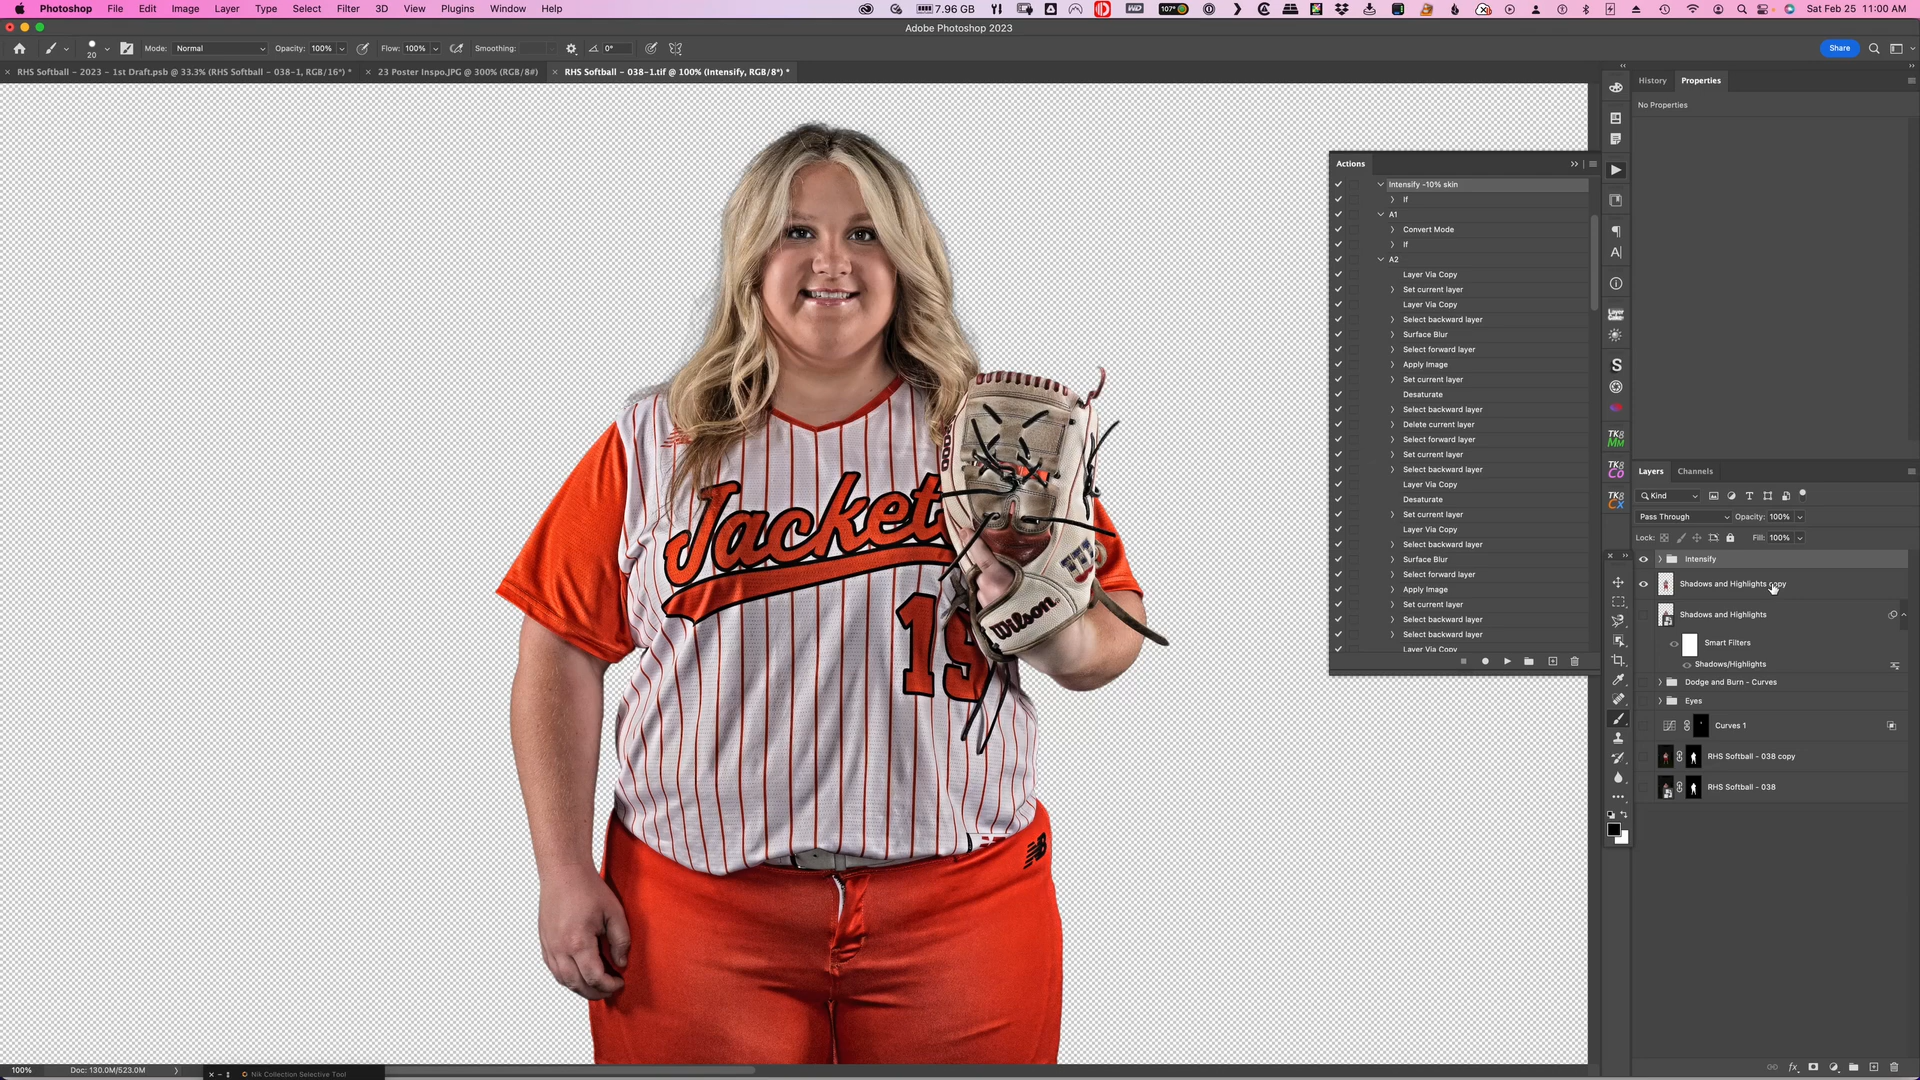 Photoshop File Edit Image Layer Type Select Filter 3D View Plugins Window Help 7.96 GB 107° Sat Feb 25 11:00 AM
Adobe Photoshop 2023
20 Mode: Normal Opacity: 100% Flow: 100% Smoothing: 0° Share
RHS Softball - 2023 - 1st Draft.psb @ 33.3% (RHS Softball - 038-1, RGB/16*) * 23 Poster Inspo.JPG @ 300% (RGB/8#) RHS Softball - 038-1.tif @ 100% (Intensify, RGB/8*) *
History Properties
No Properties
Actions
Intensify -10% skin
If
A1
Convert Mode
If
A2
Layer Via Copy
Set current layer
Layer Via Copy
Select backward layer
Surface Blur
Select forward layer
Apply Image
Set current layer
Desaturate
Select backward layer
Delete current layer
Select forward layer
Set current layer
Select backward layer
Layer Via Copy
Desaturate
Set current layer
Layer Via Copy
Select backward layer
Surface Blur
Select forward layer
Apply Image
Set current layer
Select backward layer
Select backward layer
Layer Via Copy
TK8
MM
TK8
Co
TK8
Cx
Layers Channels
Kind
Pass Through Opacity: 100%
Lock: Fill: 100%
Intensify
Shadows and Highlights copy
Shadows and Highlights
Smart Filters
Shadows/Highlights
Dodge and Burn - Curves
Eyes
Curves 1
RHS Softball - 038 copy
RHS Softball - 038
Jacket
19
Wilson
NB
100% Doc: 130.0M/523.0M
Nik Collection Selective Tool